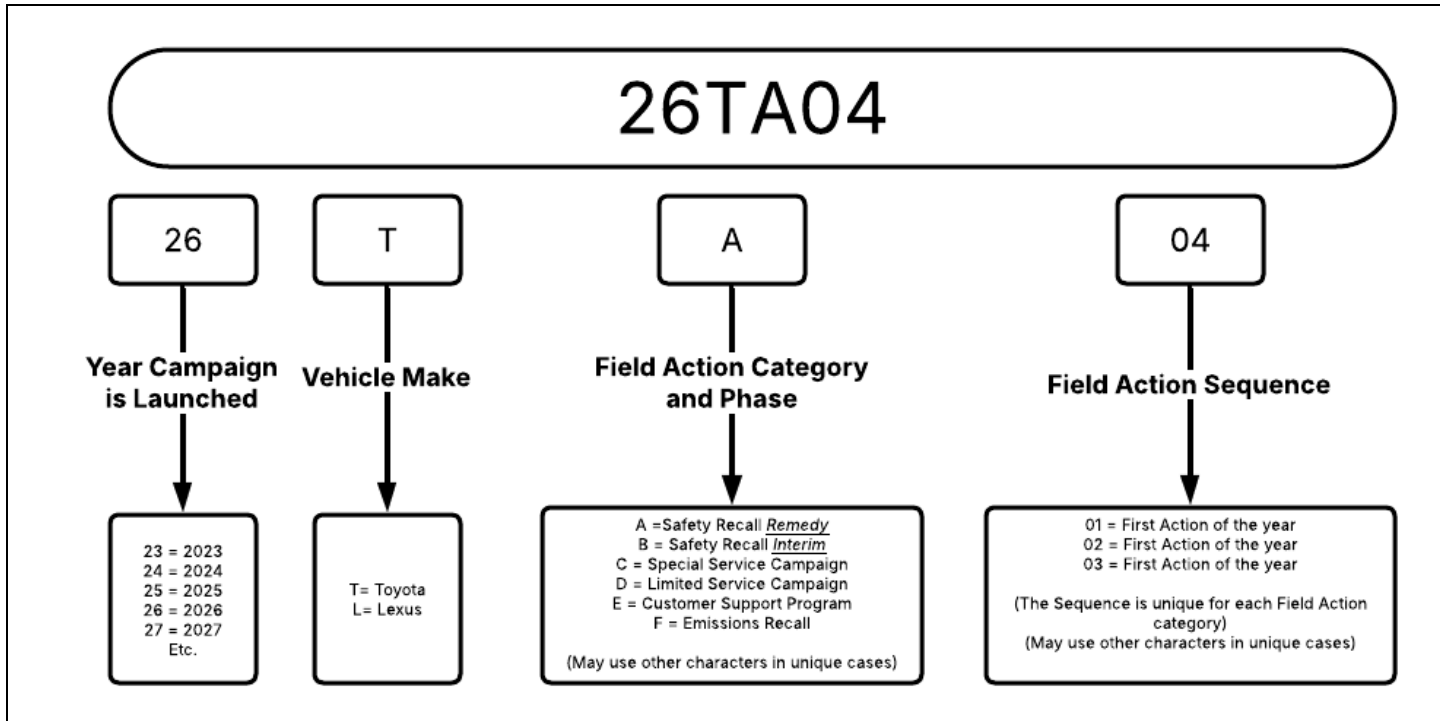 26TA04
26
T
A
04
Year Campaign
is Launched
Vehicle Make
Field Action Category
and Phase
Field Action Sequence
23 = 2023
24 = 2024
25 = 2025
26 = 2026
27 = 2027
Etc.
T= Toyota
L= Lexus
A =Safety Recall Remedy
B = Safety Recall Interim
C = Special Service Campaign
D = Limited Service Campaign
E = Customer Support Program
F = Emissions Recall
(May use other characters in unique cases)
01 = First Action of the year
02 = First Action of the year
03 = First Action of the year
(The Sequence is unique for each Field Action
category)
(May use other characters in unique cases)